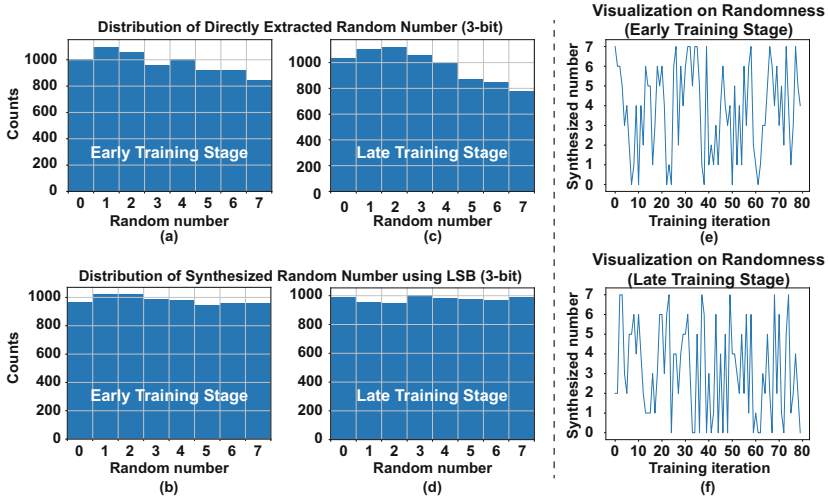 Distribution of Directly Extracted Random Number (3-bit)
Counts
1000
800
600
400
200
0
Early Training Stage
0 1 2 3 4 5 6 7
Random number
(a)
1000
800
600
400
200
0
Late Training Stage
0 1 2 3 4 5 6 7
Random number
(c)
Distribution of Synthesized Random Number using LSB (3-bit)
Counts
1000
800
600
400
200
0
Early Training Stage
0 1 2 3 4 5 6 7
Random number
(b)
1000
800
600
400
200
0
Late Training Stage
0 1 2 3 4 5 6 7
Random number
(d)
Visualization on Randomness
(Early Training Stage)
Synthesized number
7
6
5
4
3
2
1
0
0 10 20 30 40 50 60 70 80
Training iteration
(e)
Visualization on Randomness
(Late Training Stage)
Synthesized number
7
6
5
4
3
2
1
0
0 10 20 30 40 50 60 70 80
Training iteration
(f)